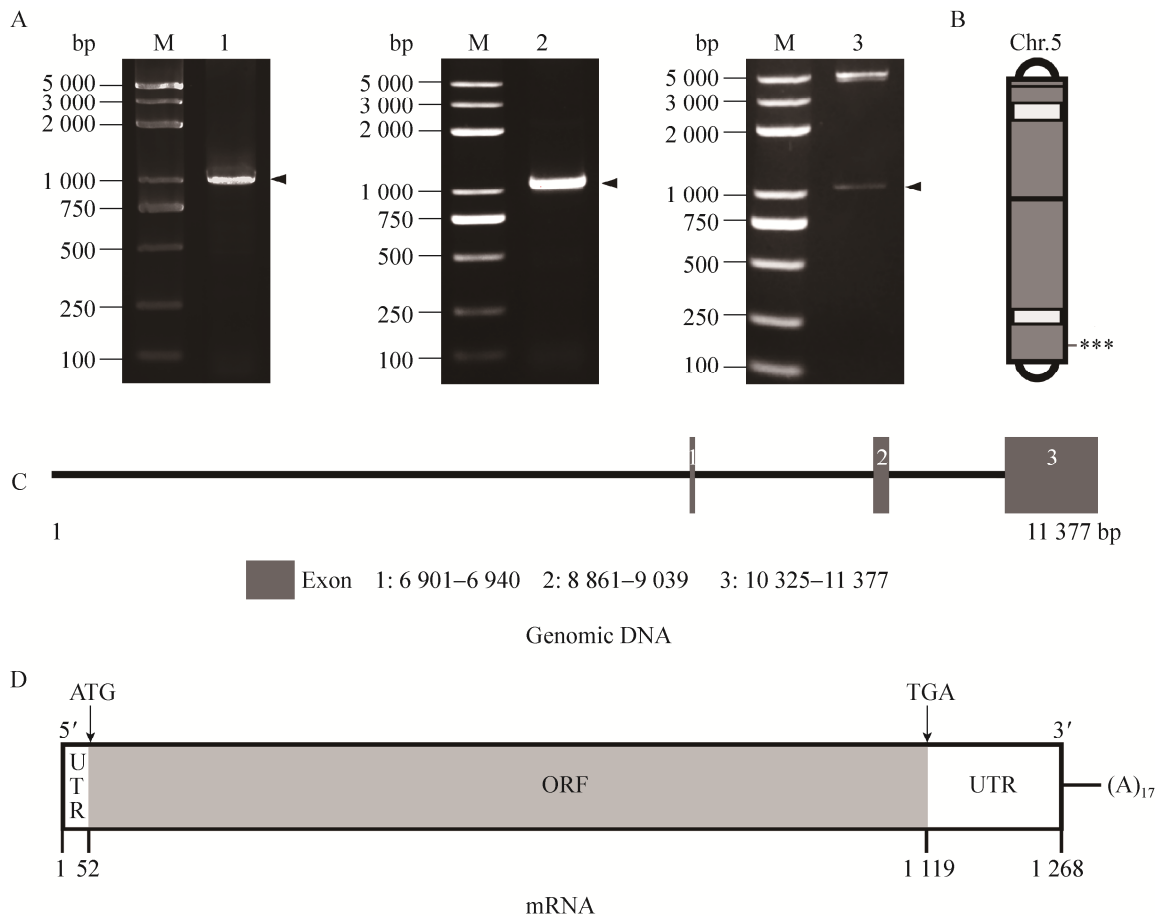 A
bp M 1
5 000
3 000
2 000
1 000
750
500
250
100
bp M 2
5 000
3 000
2 000
1 000
750
500
250
100
bp M 3
5 000
3 000
2 000
1 000
750
500
250
100
B
Chr.5
***
C
1 2 3
1 11 377 bp
Exon 1: 6 901–6 940 2: 8 861–9 039 3: 10 325–11 377
Genomic DNA
D
ATG TGA
5′ 3′
UTR ORF UTR (A)17
1 52 1 119 1 268
mRNA